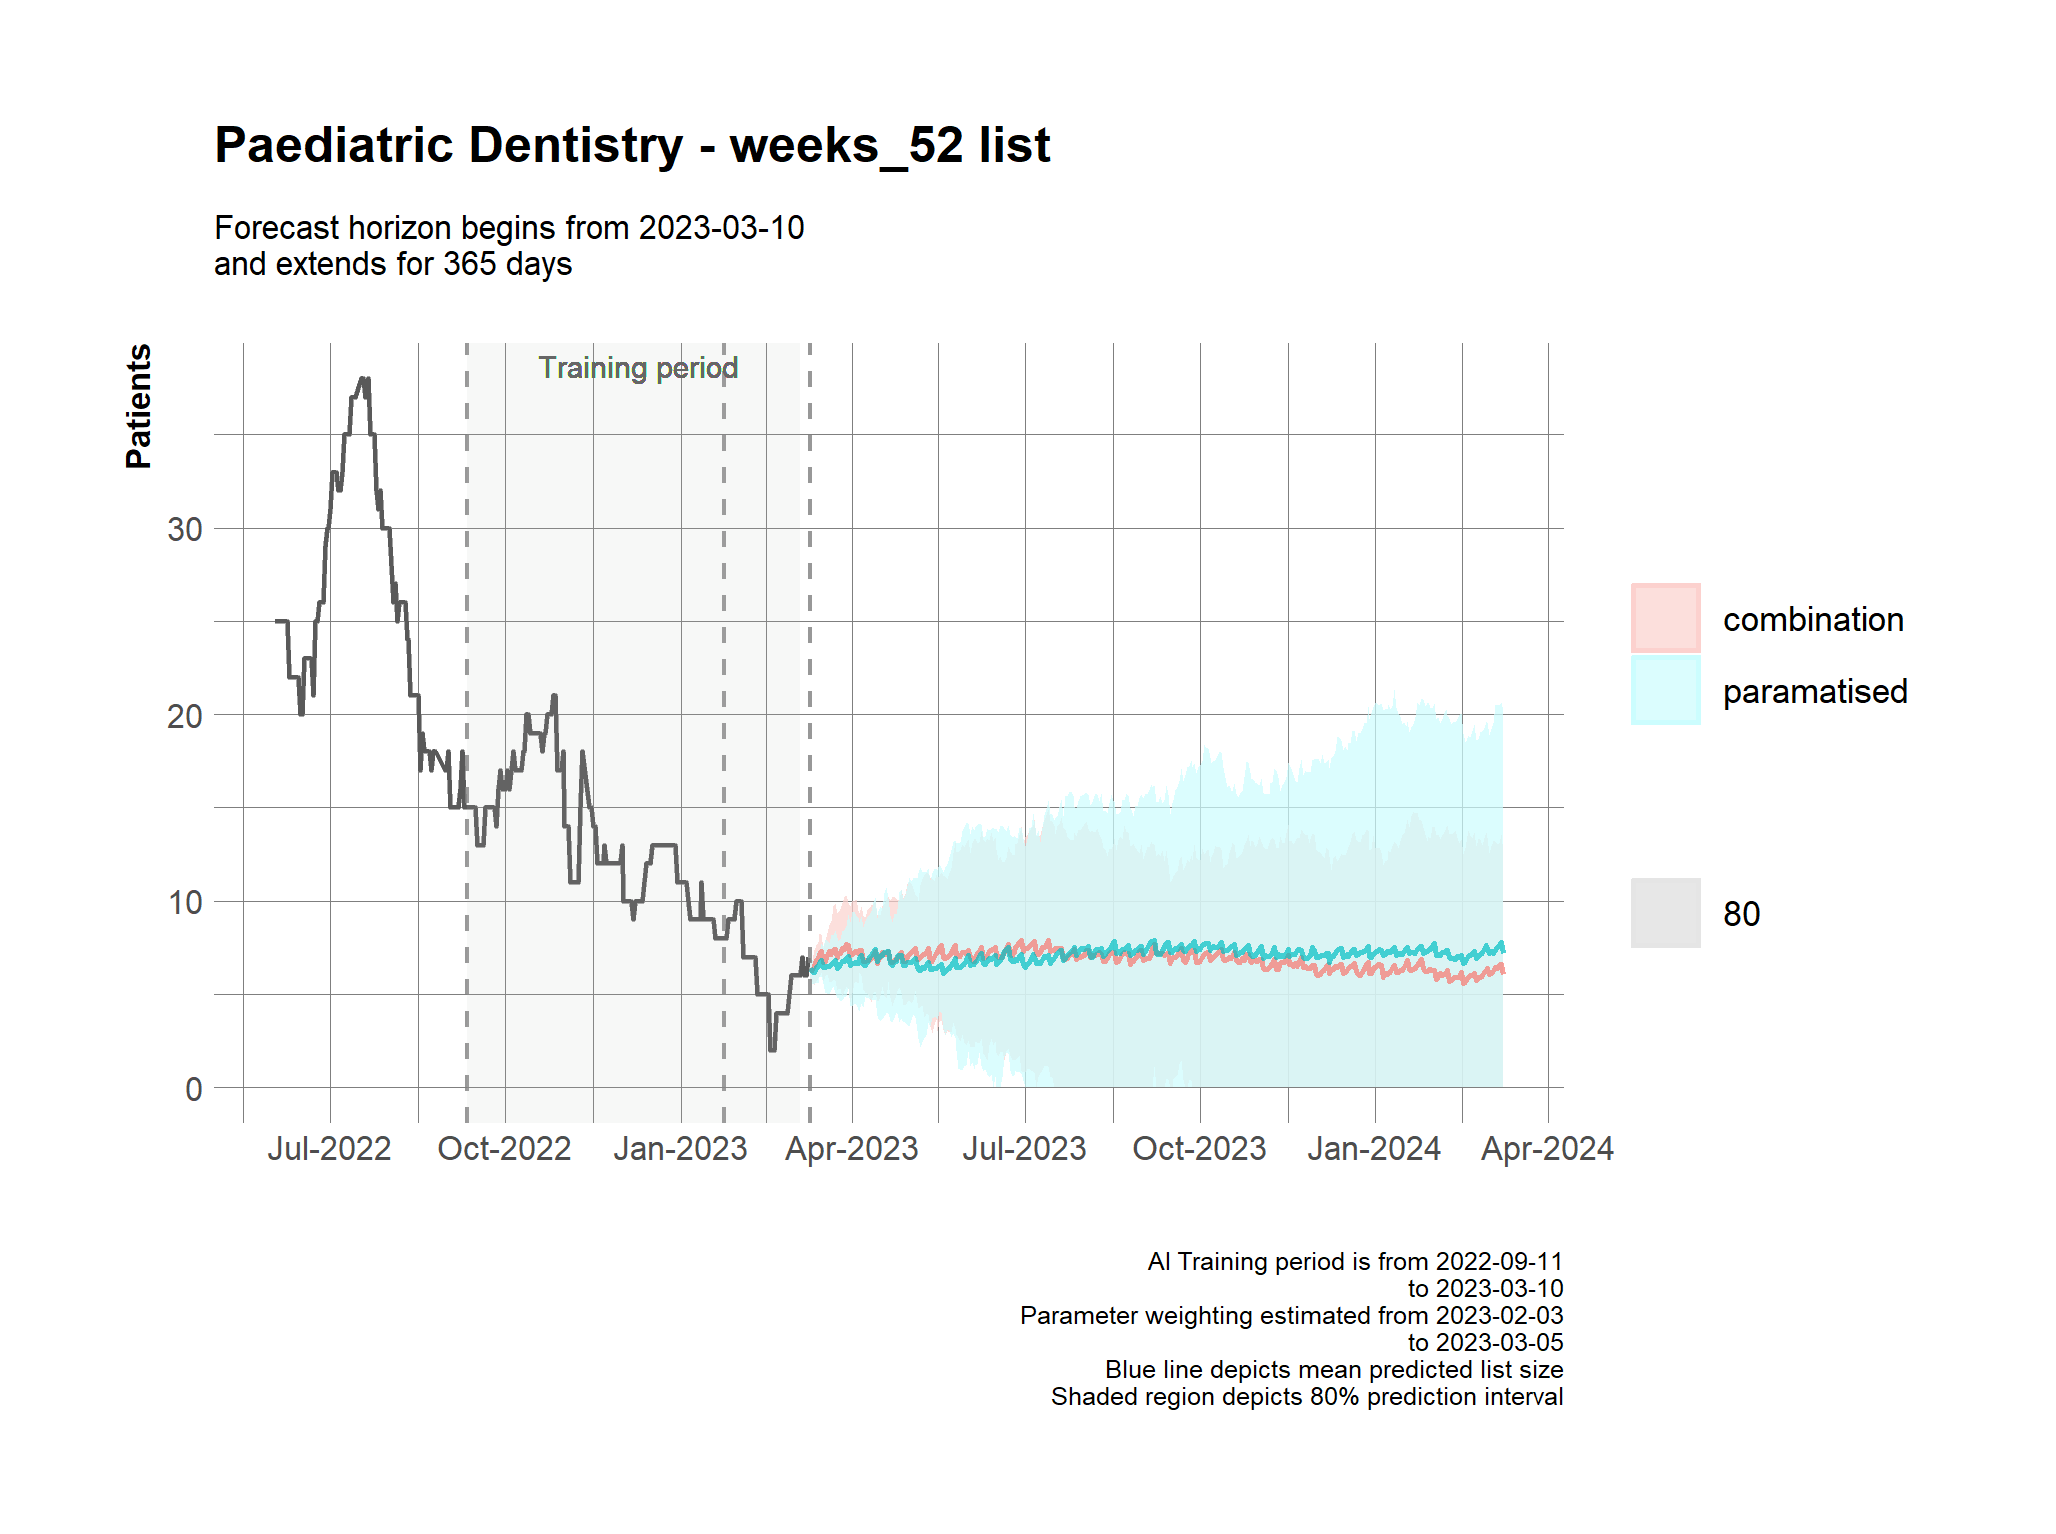 Paediatric Dentistry - weeks_52 list
Forecast horizon begins from 2023-03-10
and extends for 365 days
Patients
Training period
30
20
10
0
Jul-2022
Oct-2022
Jan-2023
Apr-2023
Jul-2023
Oct-2023
Jan-2024
Apr-2024
combination
paramatised
80
AI Training period is from 2022-09-11
to 2023-03-10
Parameter weighting estimated from 2023-02-03
to 2023-03-05
Blue line depicts mean predicted list size
Shaded region depicts 80% prediction interval